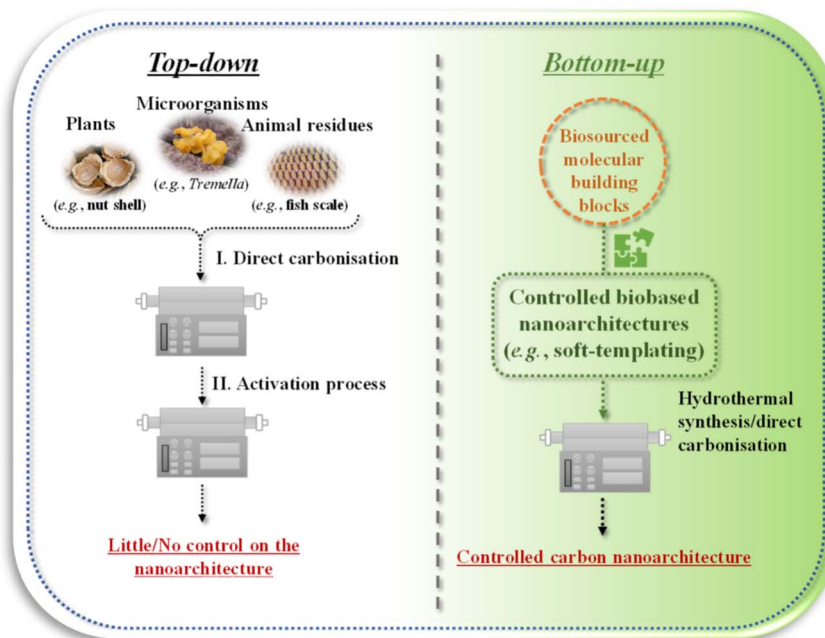 Top-down
Microorganisms
Plants
Animal residues
(e.g., Tremella)
(e.g., nut shell)
(e.g., fish scale)
I. Direct carbonisation
II. Activation process
Little/No control on the
nanoarchitecture
Bottom-up
Biosourced
molecular
building
blocks
Controlled biobased
nanoarchitectures
(e.g., soft-templating)
Hydrothermal
synthesis/direct
carbonisation
Controlled carbon nanoarchitecture